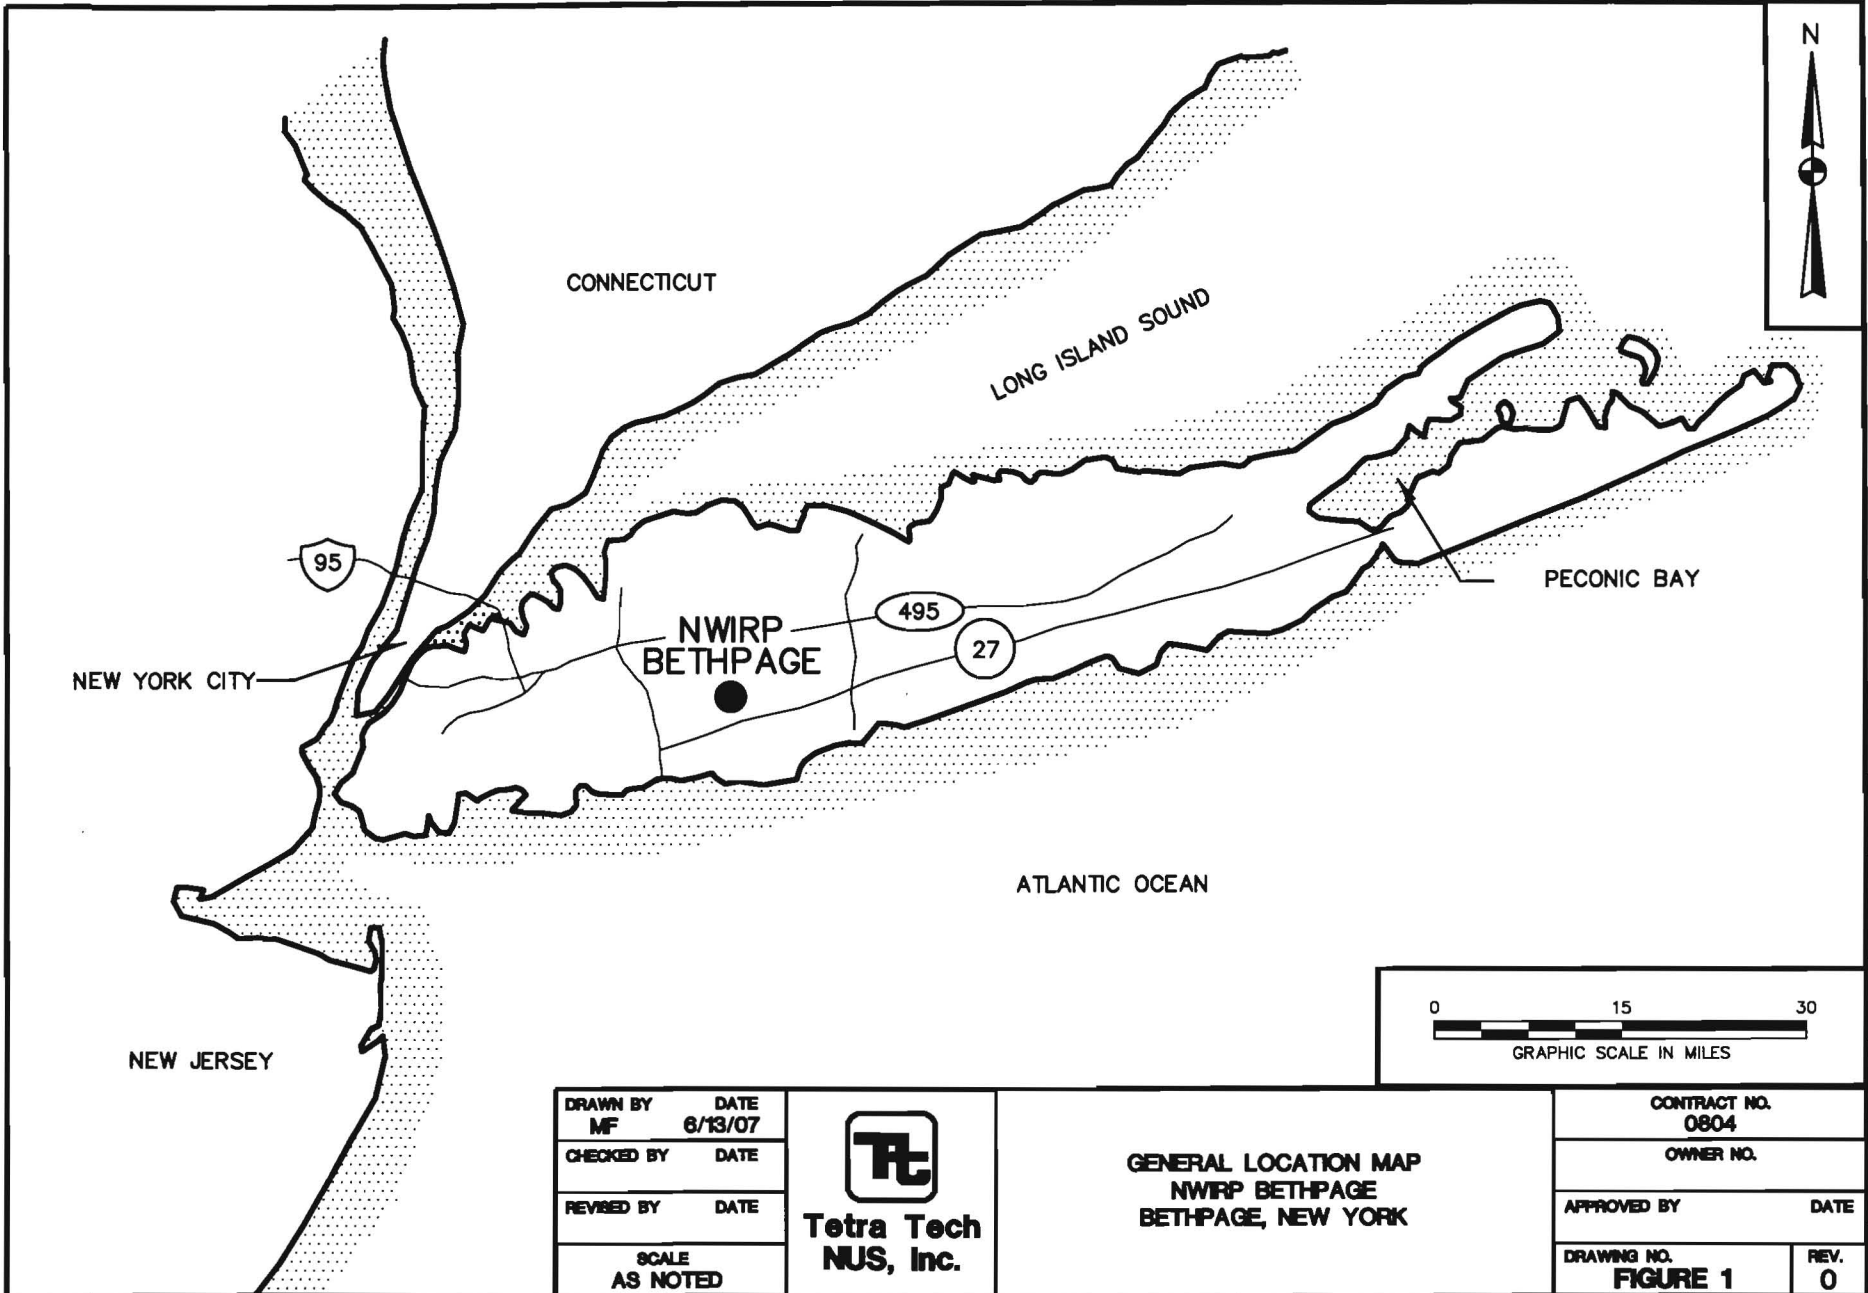 N
CONNECTICUT
LONG ISLAND SOUND
95
495
27
NWIRP
BETHPAGE
PECONIC BAY
NEW YORK CITY
ATLANTIC OCEAN
NEW JERSEY
0 15 30
GRAPHIC SCALE IN MILES
DRAWN BY DATE
MF 6/13/07
CHECKED BY DATE
REVISED BY DATE
SCALE
AS NOTED
Tt
Tetra Tech
NUS, Inc.
GENERAL LOCATION MAP
NWIRP BETHPAGE
BETHPAGE, NEW YORK
CONTRACT NO.
0804
OWNER NO.
APPROVED BY DATE
DRAWING NO.
FIGURE 1
REV.
0